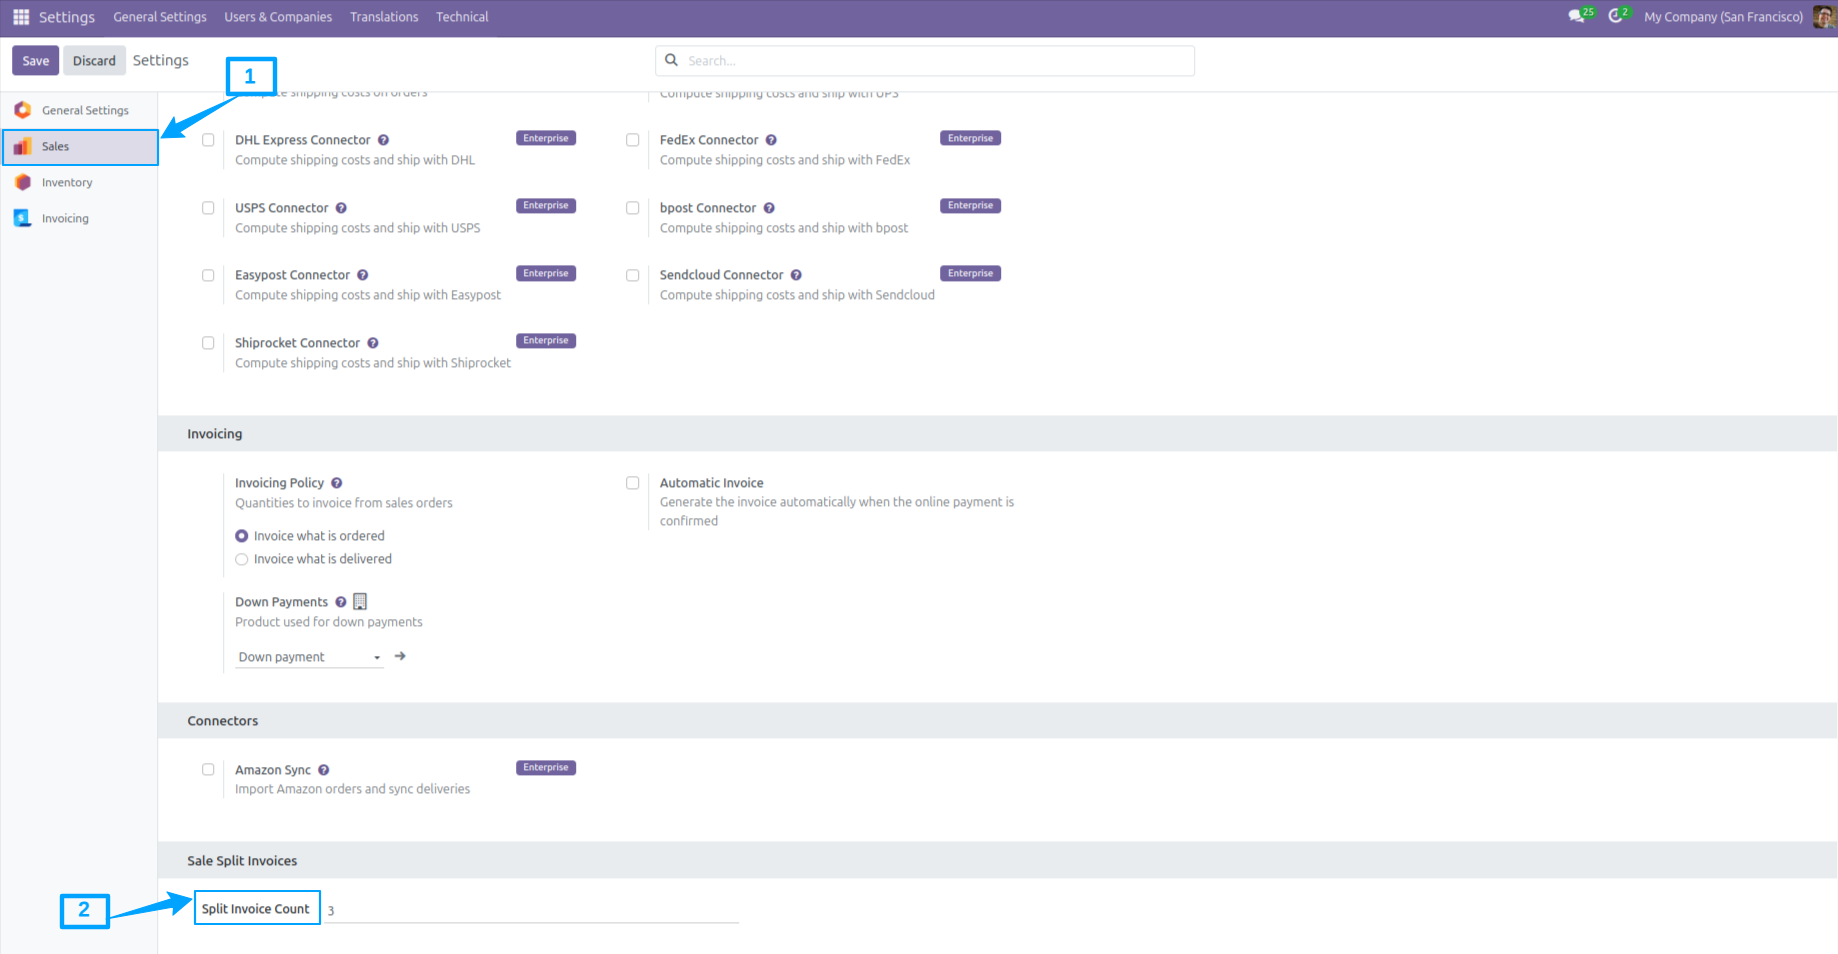 Settings General Settings Users & Companies Translations Technical 25 2 My Company (San Francisco)
Save Discard Settings Search...
1
General Settings
Sales
Inventory
Invoicing
Compute shipping costs on orders
Compute shipping costs and ship with UPS
DHL Express Connector ? Enterprise
Compute shipping costs and ship with DHL
FedEx Connector ? Enterprise
Compute shipping costs and ship with FedEx
USPS Connector ? Enterprise
Compute shipping costs and ship with USPS
bpost Connector ? Enterprise
Compute shipping costs and ship with bpost
Easypost Connector ? Enterprise
Compute shipping costs and ship with Easypost
Sendcloud Connector ? Enterprise
Compute shipping costs and ship with Sendcloud
Shiprocket Connector ? Enterprise
Compute shipping costs and ship with Shiprocket
Invoicing
Invoicing Policy ?
Quantities to invoice from sales orders
Invoice what is ordered
Invoice what is delivered
Automatic Invoice
Generate the invoice automatically when the online payment is
confirmed
Down Payments ?
Product used for down payments
Down payment
Connectors
Amazon Sync ? Enterprise
Import Amazon orders and sync deliveries
Sale Split Invoices
2
Split Invoice Count 3